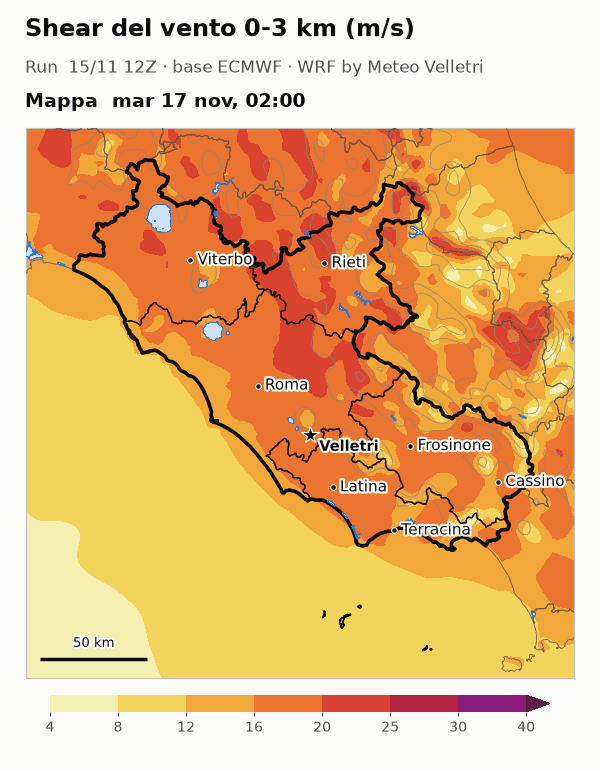 Shear del vento 0-3 km (m/s)
Run  15/11 12Z · base ECMWF · WRF by Meteo Velletri
Mappa  mar 17 nov, 02:00
Viterbo
Rieti
Roma
Velletri
Frosinone
Latina
Cassino
Terracina
50 km
4 8 12 16 20 25 30 40